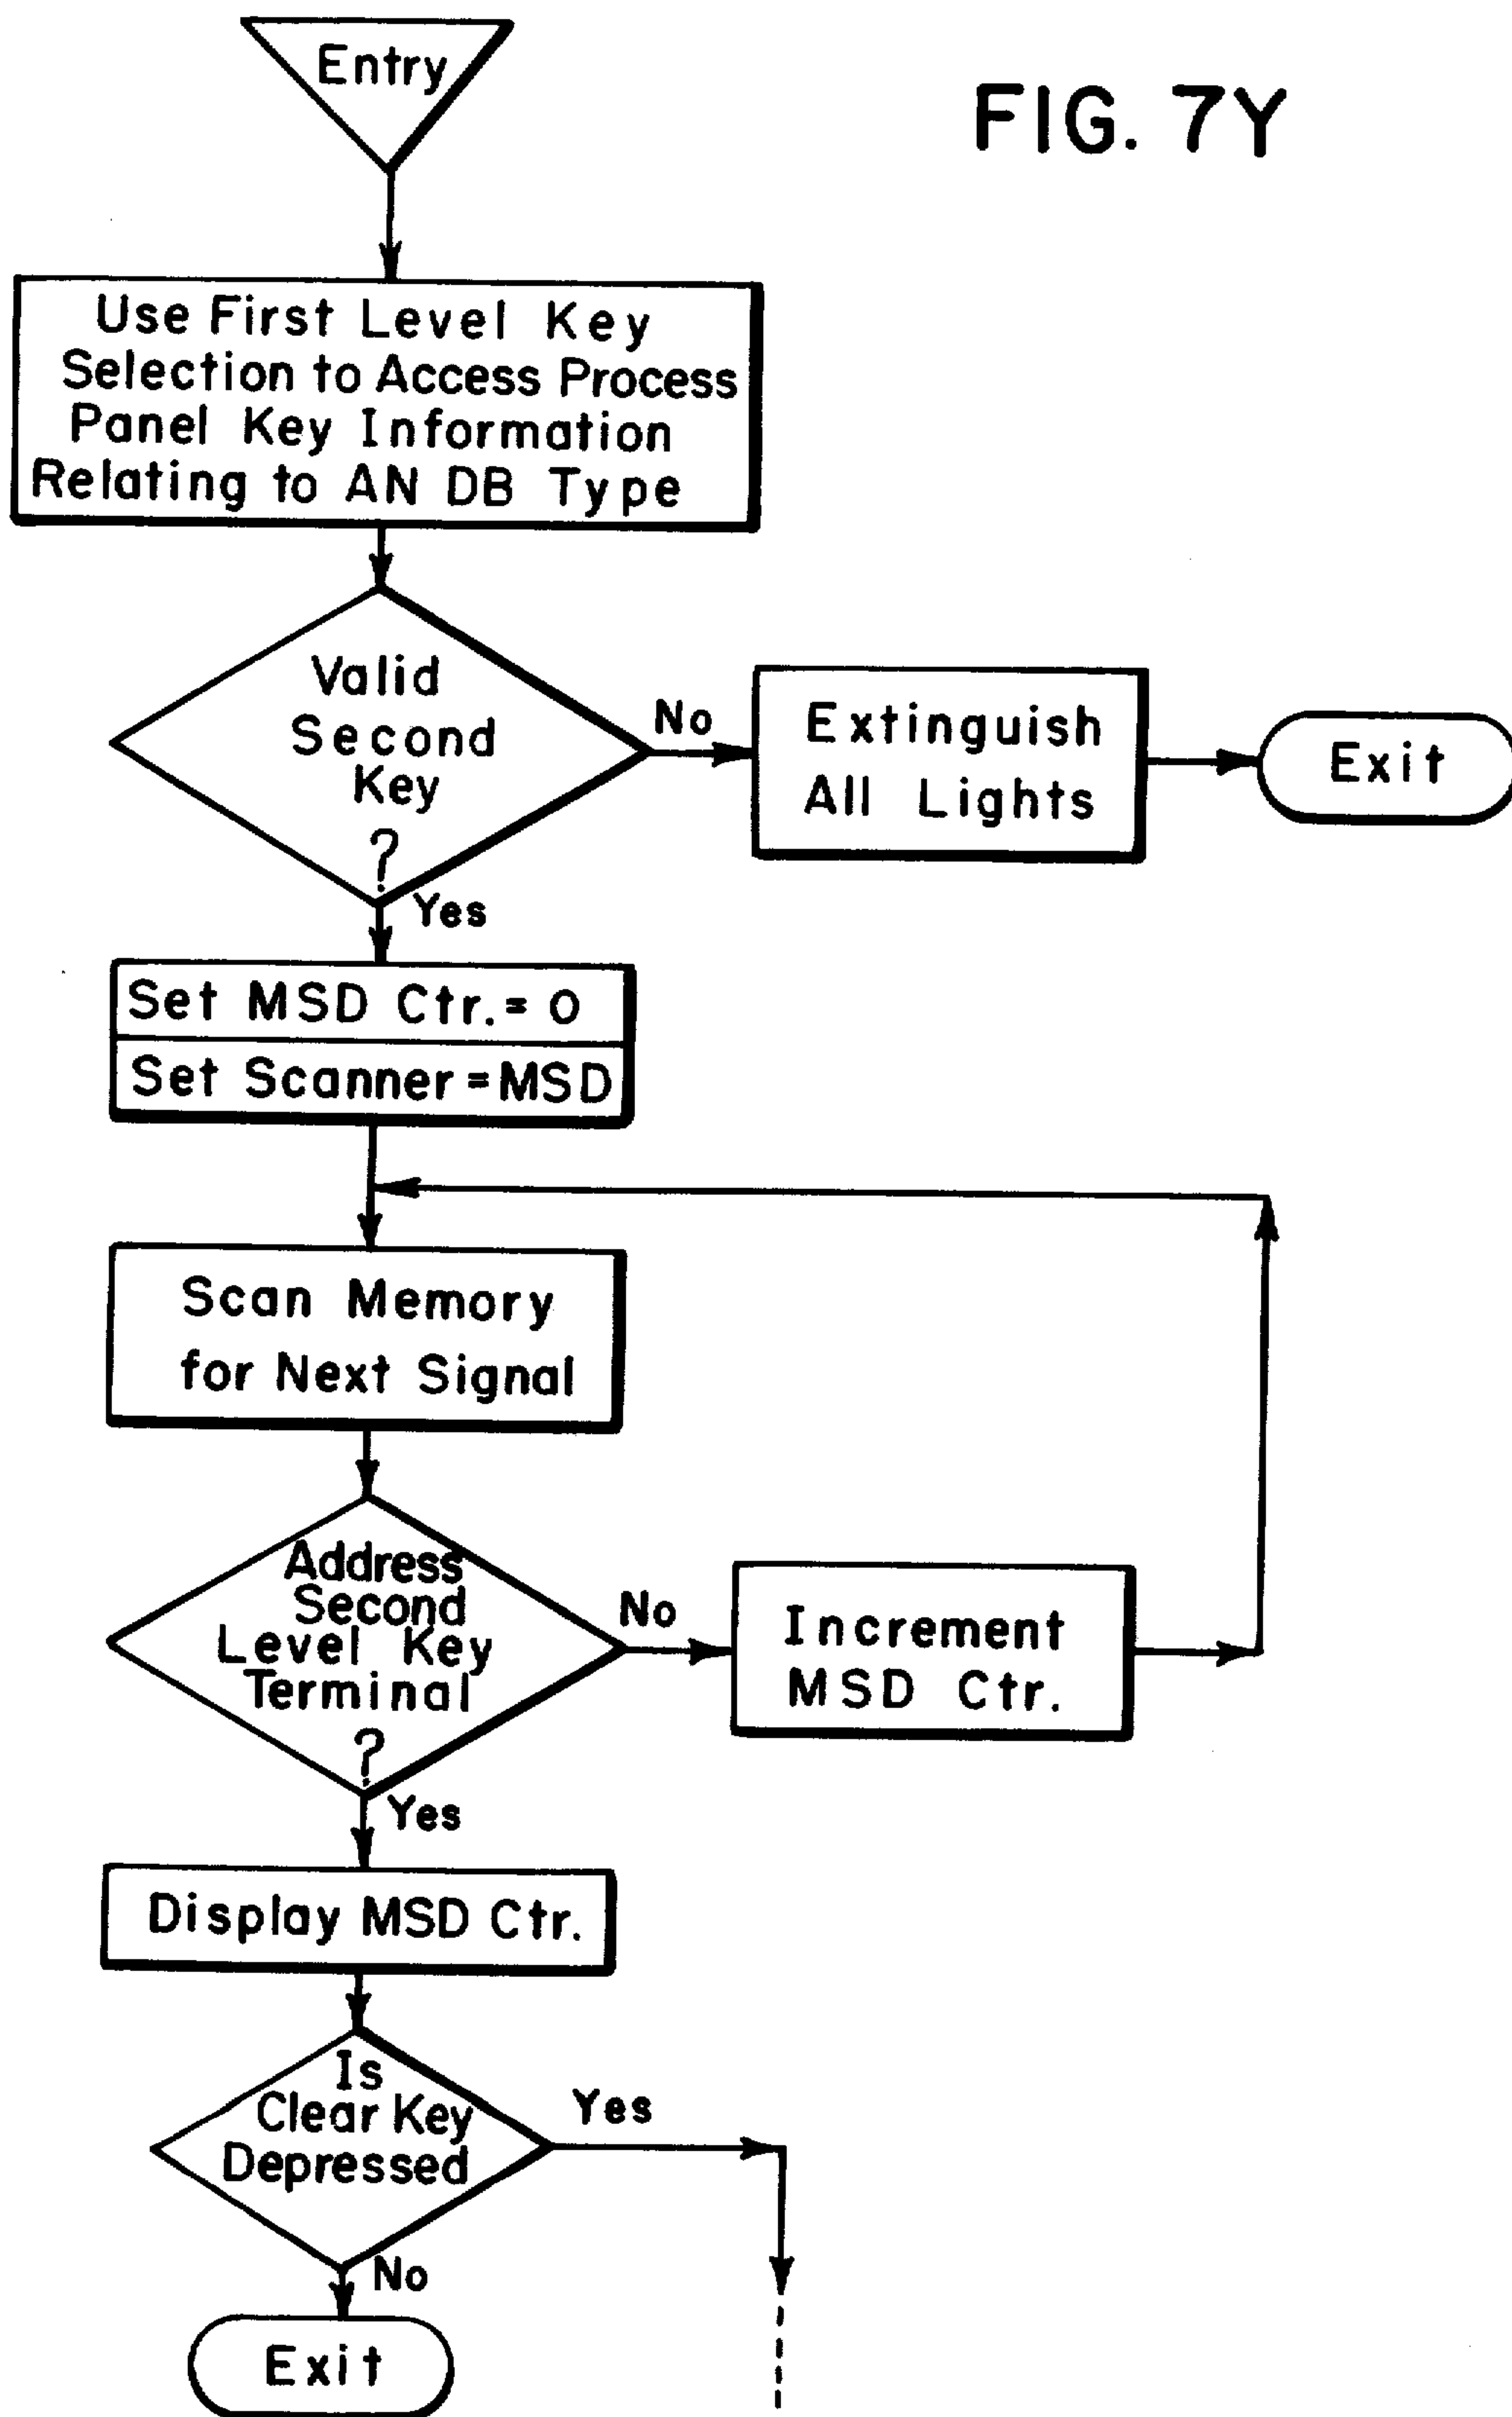 Entry
FIG. 7Y
Use First Level Key
Selection to Access Process
Panel Key Information
Relating to AN DB Type
Valid
Second
Key
?
No
Extinguish
All Lights
Exit
Yes
Set MSD Ctr.= 0
Set Scanner=MSD
Scan Memory
for Next Signal
Address
Second
Level Key
Terminal
?
No
Increment
MSD Ctr.
Yes
Display MSD Ctr.
Is
Clear Key
Depressed
Yes
No
Exit